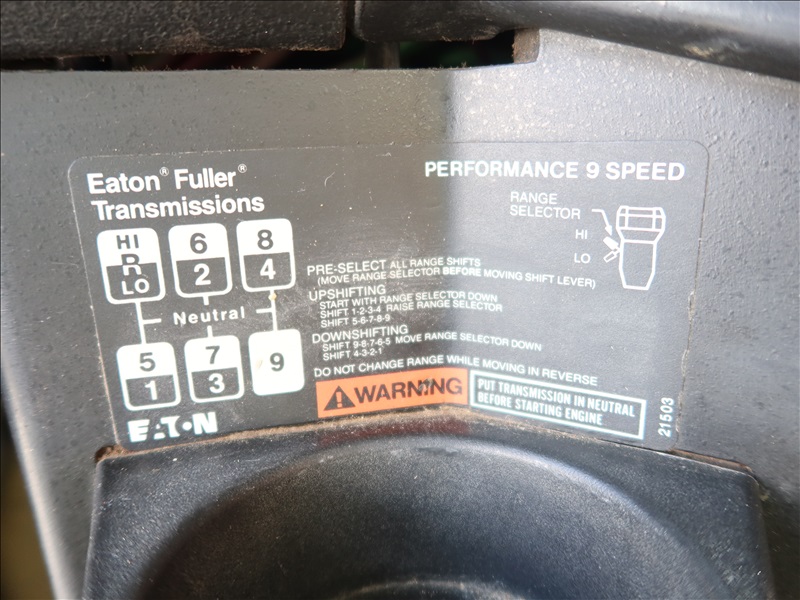 Eaton® Fuller®
Transmissions
PERFORMANCE 9 SPEED
RANGE
SELECTOR
HI
LO
HI
R
LO
6
2
8
4
Neutral
5
1
7
3
9
PRE-SELECT ALL RANGE SHIFTS
(MOVE RANGE SELECTOR BEFORE MOVING SHIFT LEVER)
UPSHIFTING
START WITH RANGE SELECTOR DOWN
SHIFT 1-2-3-4 RAISE RANGE SELECTOR
SHIFT 5-6-7-8-9
DOWNSHIFTING
SHIFT 9-8-7-6-5 MOVE RANGE SELECTOR DOWN
SHIFT 4-3-2-1
DO NOT CHANGE RANGE WHILE MOVING IN REVERSE
WARNING
PUT TRANSMISSION IN NEUTRAL
BEFORE STARTING ENGINE
21503
EATON